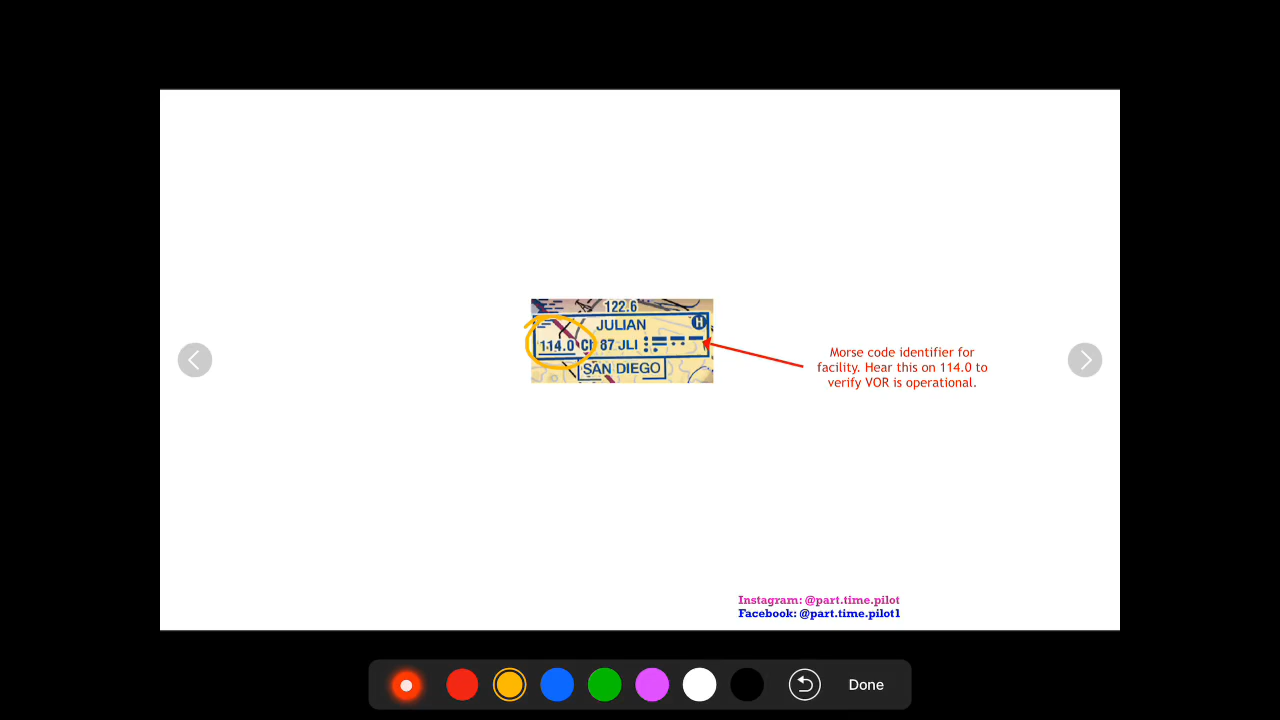 122.6
JULIAN H
114.0 Ch 87 JLI
SAN DIEGO
Morse code identifier for
facility. Hear this on 114.0 to
verify VOR is operational.
Instagram: @part.time.pilot
Facebook: @part.time.pilot1
Done